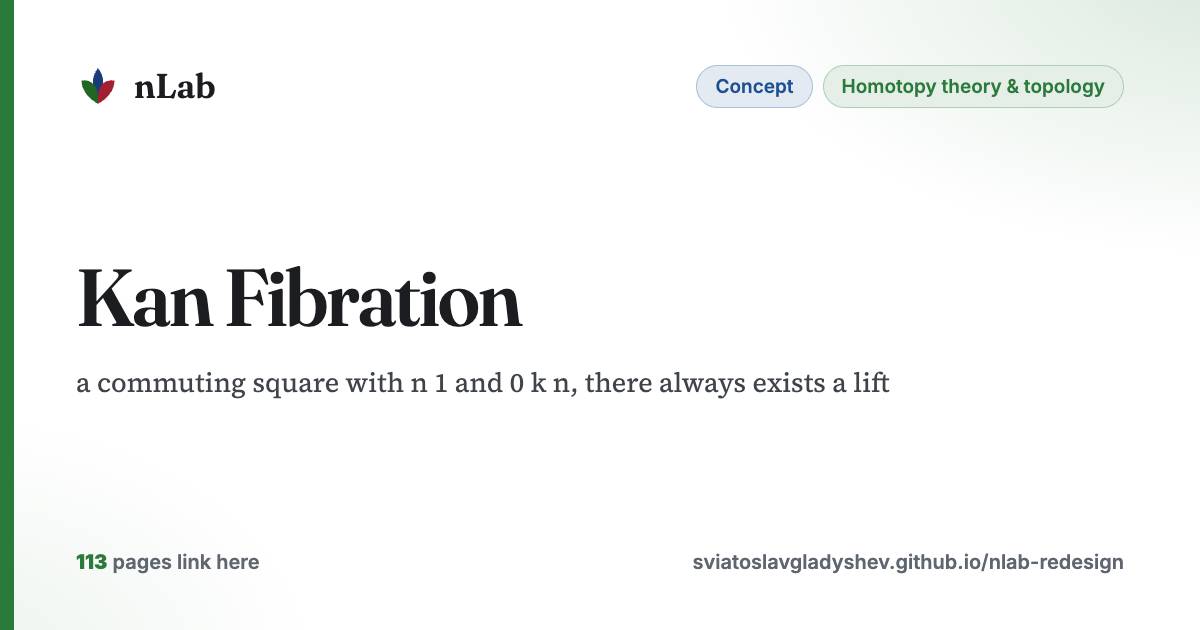 nLab
Concept
Homotopy theory & topology
Kan Fibration
a commuting square with n 1 and 0 k n, there always exists a lift
113 pages link here
sviatoslavgladyshev.github.io/nlab-redesign